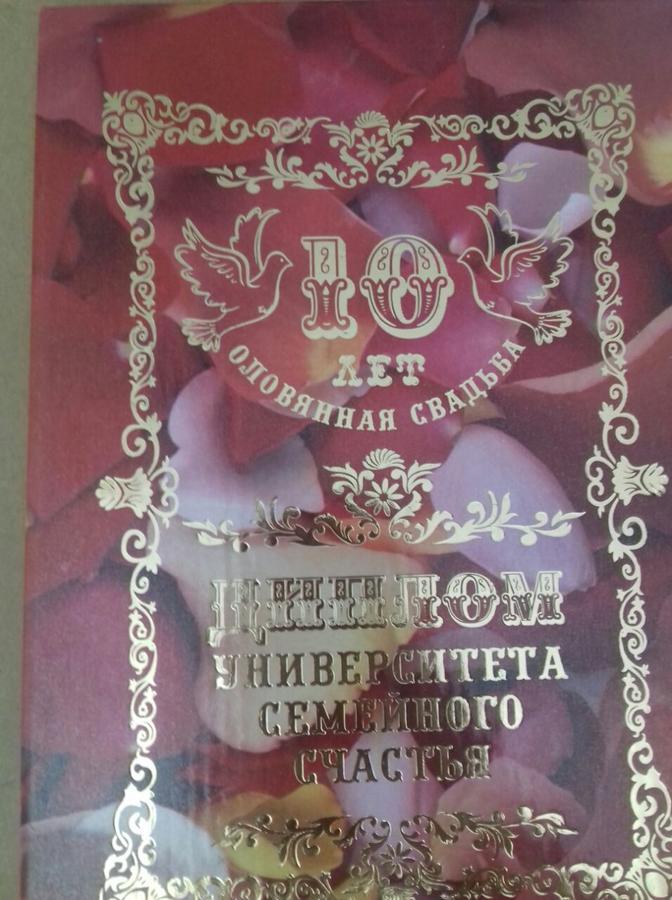 10
ЛЕТ
ОЛОВЯННАЯ СВАДЬБА
ДИПЛОМ
УНИВЕРСИТЕТА
СЕМЕЙНОГО
СЧАСТЬЯ